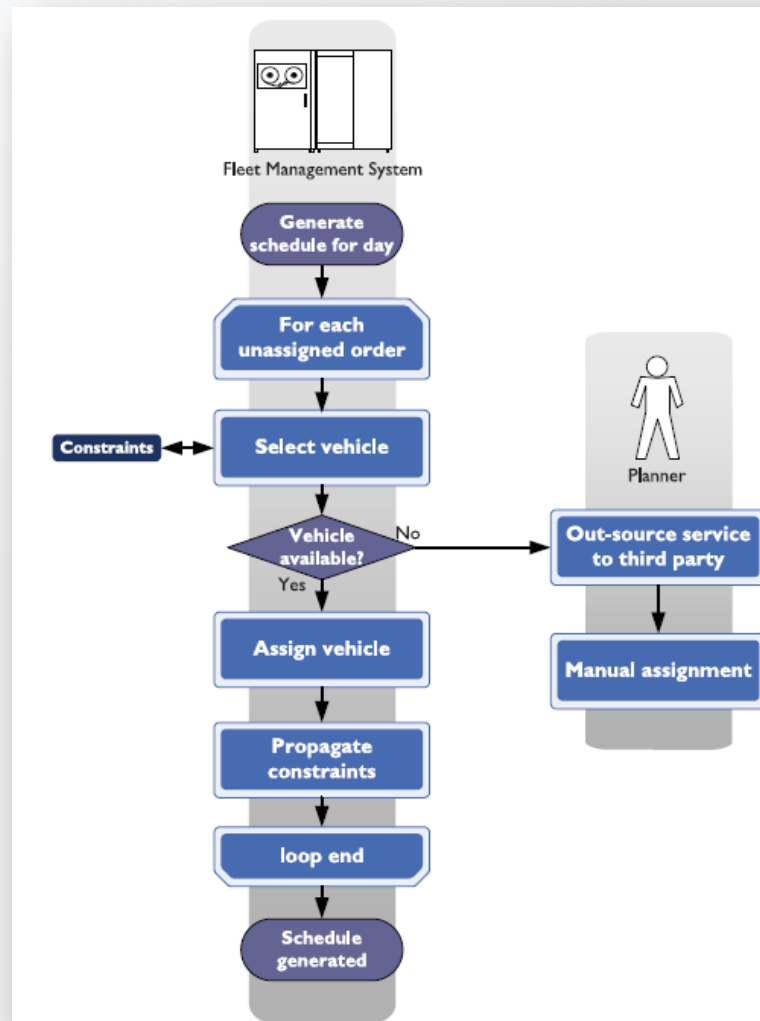 Fleet Management System
Generate
schedule for day
For each
unassigned order
Constraints
Select vehicle
Planner
Vehicle
available?
No
Yes
Out-source service
to third party
Assign vehicle
Manual assignment
Propagate
constraints
loop end
Schedule
generated